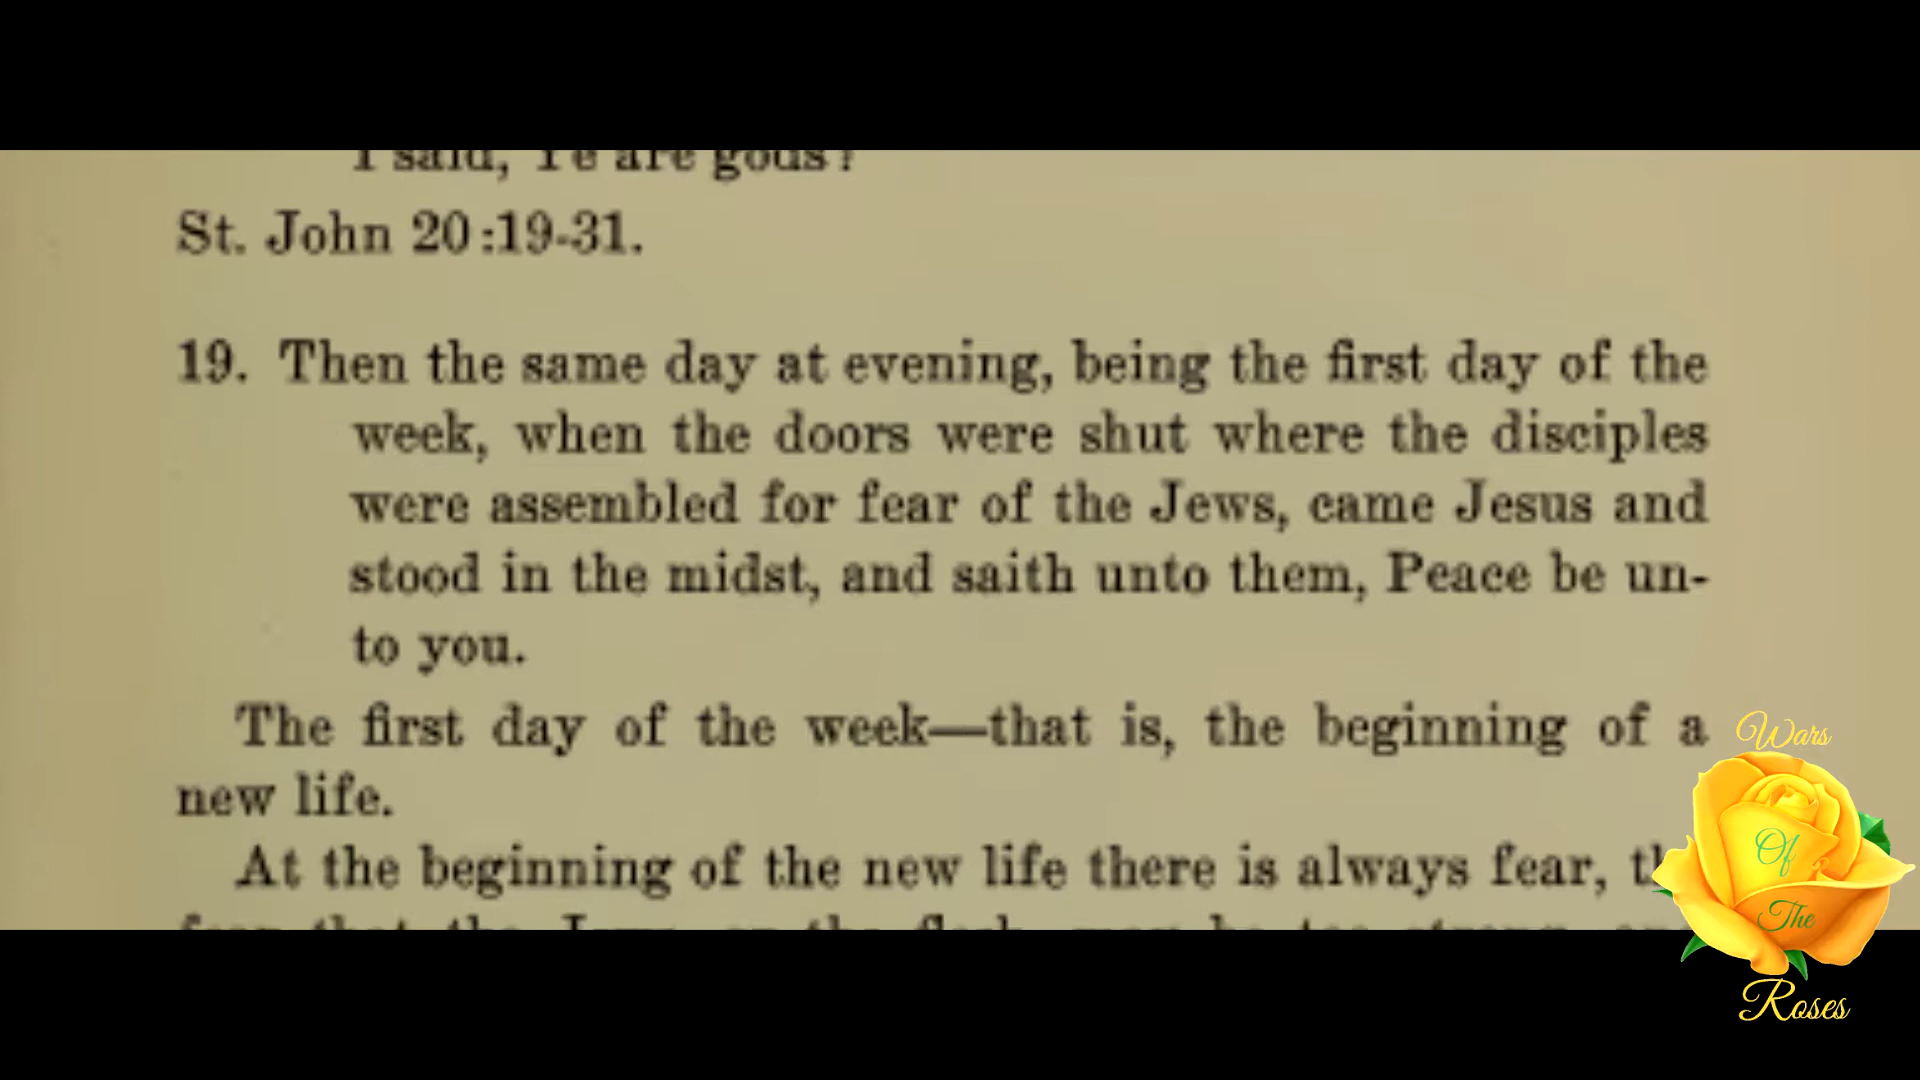 I said, Ye are gods?
St. John 20:19-31.
19. Then the same day at evening, being the first day of the
week, when the doors were shut where the disciples
were assembled for fear of the Jews, came Jesus and
stood in the midst, and saith unto them, Peace be un-
to you.
The first day of the week—that is, the beginning of a
new life.
At the beginning of the new life there is always fear,
Wars
Of
The
Roses